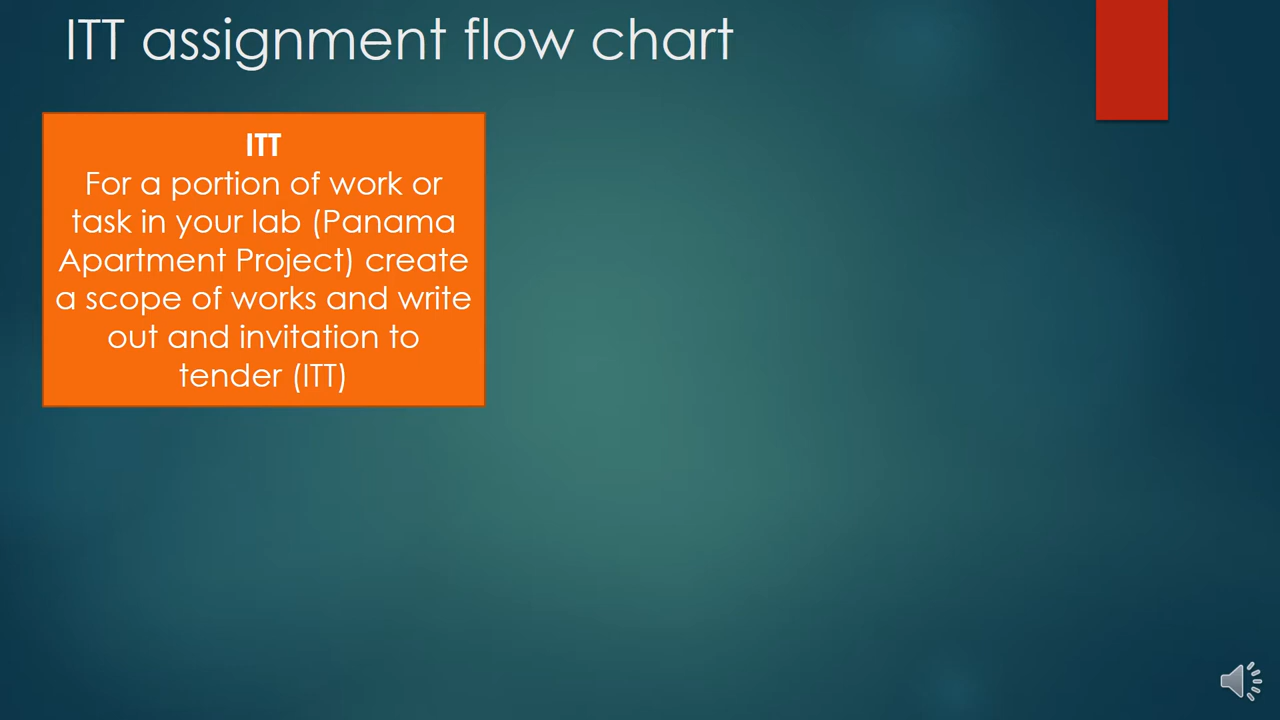 ITT assignment flow chart
ITT
For a portion of work or
task in your lab (Panama
Apartment Project) create
a scope of works and write
out and invitation to
tender (ITT)